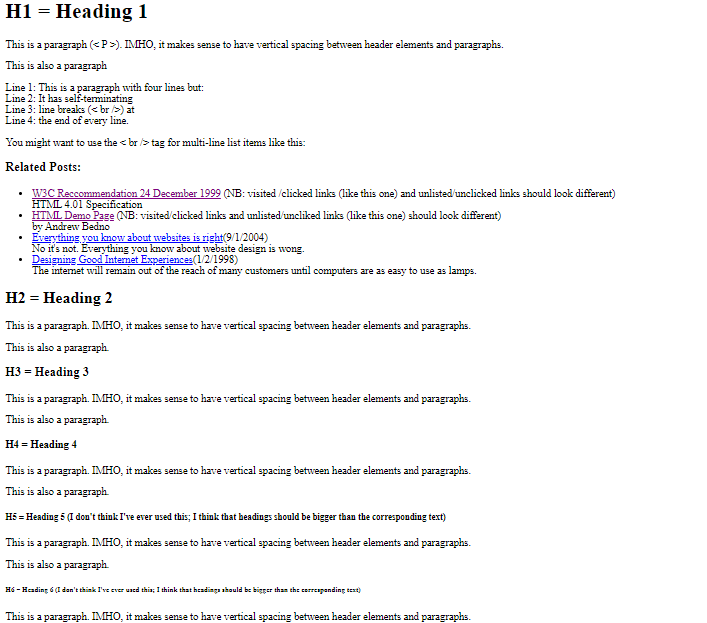 H1 = Heading 1
This is a paragraph (< P >). IMHO, it makes sense to have vertical spacing between header elements and paragraphs.
This is also a paragraph
Line 1: This is a paragraph with four lines but:
Line 2: It has self-terminating
Line 3: line breaks (< br />) at
Line 4: the end of every line.
You might want to use the < br /> tag for multi-line list items like this:
Related Posts:
• W3C Reccommendation 24 December 1999 (NB: visited /clicked links (like this one) and unlisted/unclicked links should look different)
HTML 4.01 Specification
• HTML Demo Page (NB: visited/clicked links and unlisted/uncliked links (like this one) should look different)
by Andrew Bedno
• Everything you know about websites is right(9/1/2004)
No it's not. Everything you know about website design is wong.
• Designing Good Internet Experiences(1/2/1998)
The internet will remain out of the reach of many customers until computers are as easy to use as lamps.
H2 = Heading 2
This is a paragraph. IMHO, it makes sense to have vertical spacing between header elements and paragraphs.
This is also a paragraph.
H3 = Heading 3
This is a paragraph. IMHO, it makes sense to have vertical spacing between header elements and paragraphs.
This is also a paragraph.
H4 = Heading 4
This is a paragraph. IMHO, it makes sense to have vertical spacing between header elements and paragraphs.
This is also a paragraph.
H5 = Heading 5 (I don't think I've ever used this; I think that headings should be bigger than the corresponding text)
This is a paragraph. IMHO, it makes sense to have vertical spacing between header elements and paragraphs.
This is also a paragraph.
H6 = Heading 6 (I don't think I've ever used this; I think that headings should be bigger than the corresponding text)
This is a paragraph. IMHO, it makes sense to have vertical spacing between header elements and paragraphs.